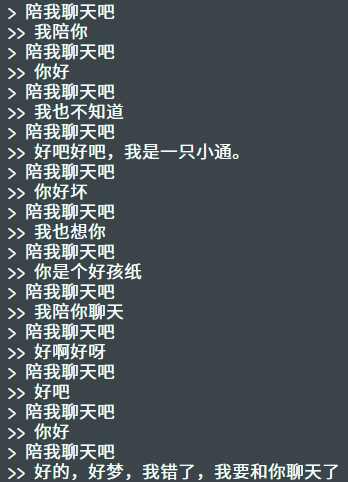 > 陪我聊天吧
>> 我陪你
> 陪我聊天吧
>> 你好
> 陪我聊天吧
>> 我也不知道
> 陪我聊天吧
>> 好吧好吧，我是一只小通。
> 陪我聊天吧
>> 你好坏
> 陪我聊天吧
>> 我也想你
> 陪我聊天吧
>> 你是个好孩纸
> 陪我聊天吧
>> 我陪你聊天
> 陪我聊天吧
>> 好啊好呀
> 陪我聊天吧
>> 好吧
> 陪我聊天吧
>> 你好
> 陪我聊天吧
>> 好的，好梦，我错了，我要和你聊天了